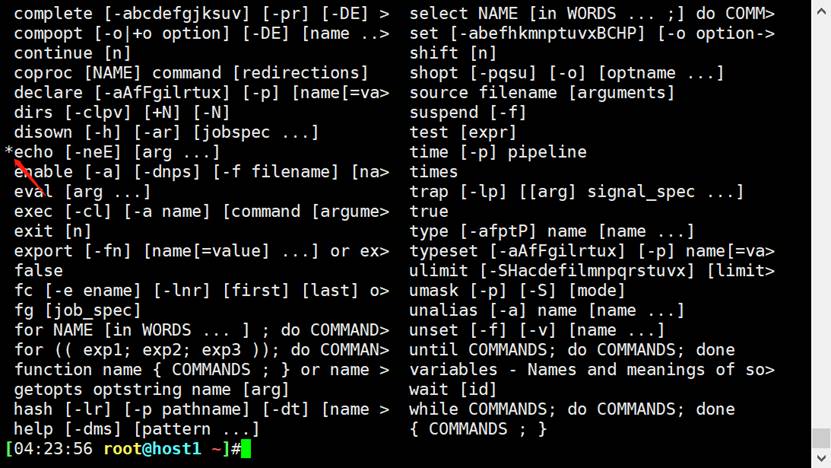 complete [-abcdefgjksuv] [-pr] [-DE] >  select NAME [in WORDS ... ;] do COMM>
compopt [-o|+o option] [-DE] [name ..>  set [-abefhkmnptuvxBCHP] [-o option->
continue [n]                            shift [n]
coproc [NAME] command [redirections]    shopt [-pqsu] [-o] [optname ...]
declare [-aAfFgilrtux] [-p] [name[=va>  source filename [arguments]
dirs [-clpv] [+N] [-N]                  suspend [-f]
disown [-h] [-ar] [jobspec ...]         test [expr]
*echo [-neE] [arg ...]                   time [-p] pipeline
enable [-a] [-dnps] [-f filename] [na>  times
eval [arg ...]                          trap [-lp] [[arg] signal_spec ...]
exec [-cl] [-a name] [command [argume>  true
exit [n]                                type [-afptP] name [name ...]
export [-fn] [name[=value] ...] or ex>  typeset [-aAfFgilrtux] [-p] name[=va>
false                                   ulimit [-SHacdefilmnpqrstuvx] [limit>
fc [-e ename] [-lnr] [first] [last] o>  umask [-p] [-S] [mode]
fg [job_spec]                           unalias [-a] name [name ...]
for NAME [in WORDS ... ] ; do COMMAND>  unset [-f] [-v] [name ...]
for (( exp1; exp2; exp3 )); do COMMAN>  until COMMANDS; do COMMANDS; done
function name { COMMANDS ; } or name >  variables - Names and meanings of so>
getopts optstring name [arg]            wait [id]
hash [-lr] [-p pathname] [-dt] [name >  while COMMANDS; do COMMANDS; done
help [-dms] [pattern ...]               { COMMANDS ; }
[04:23:56 root@host1 ~]#